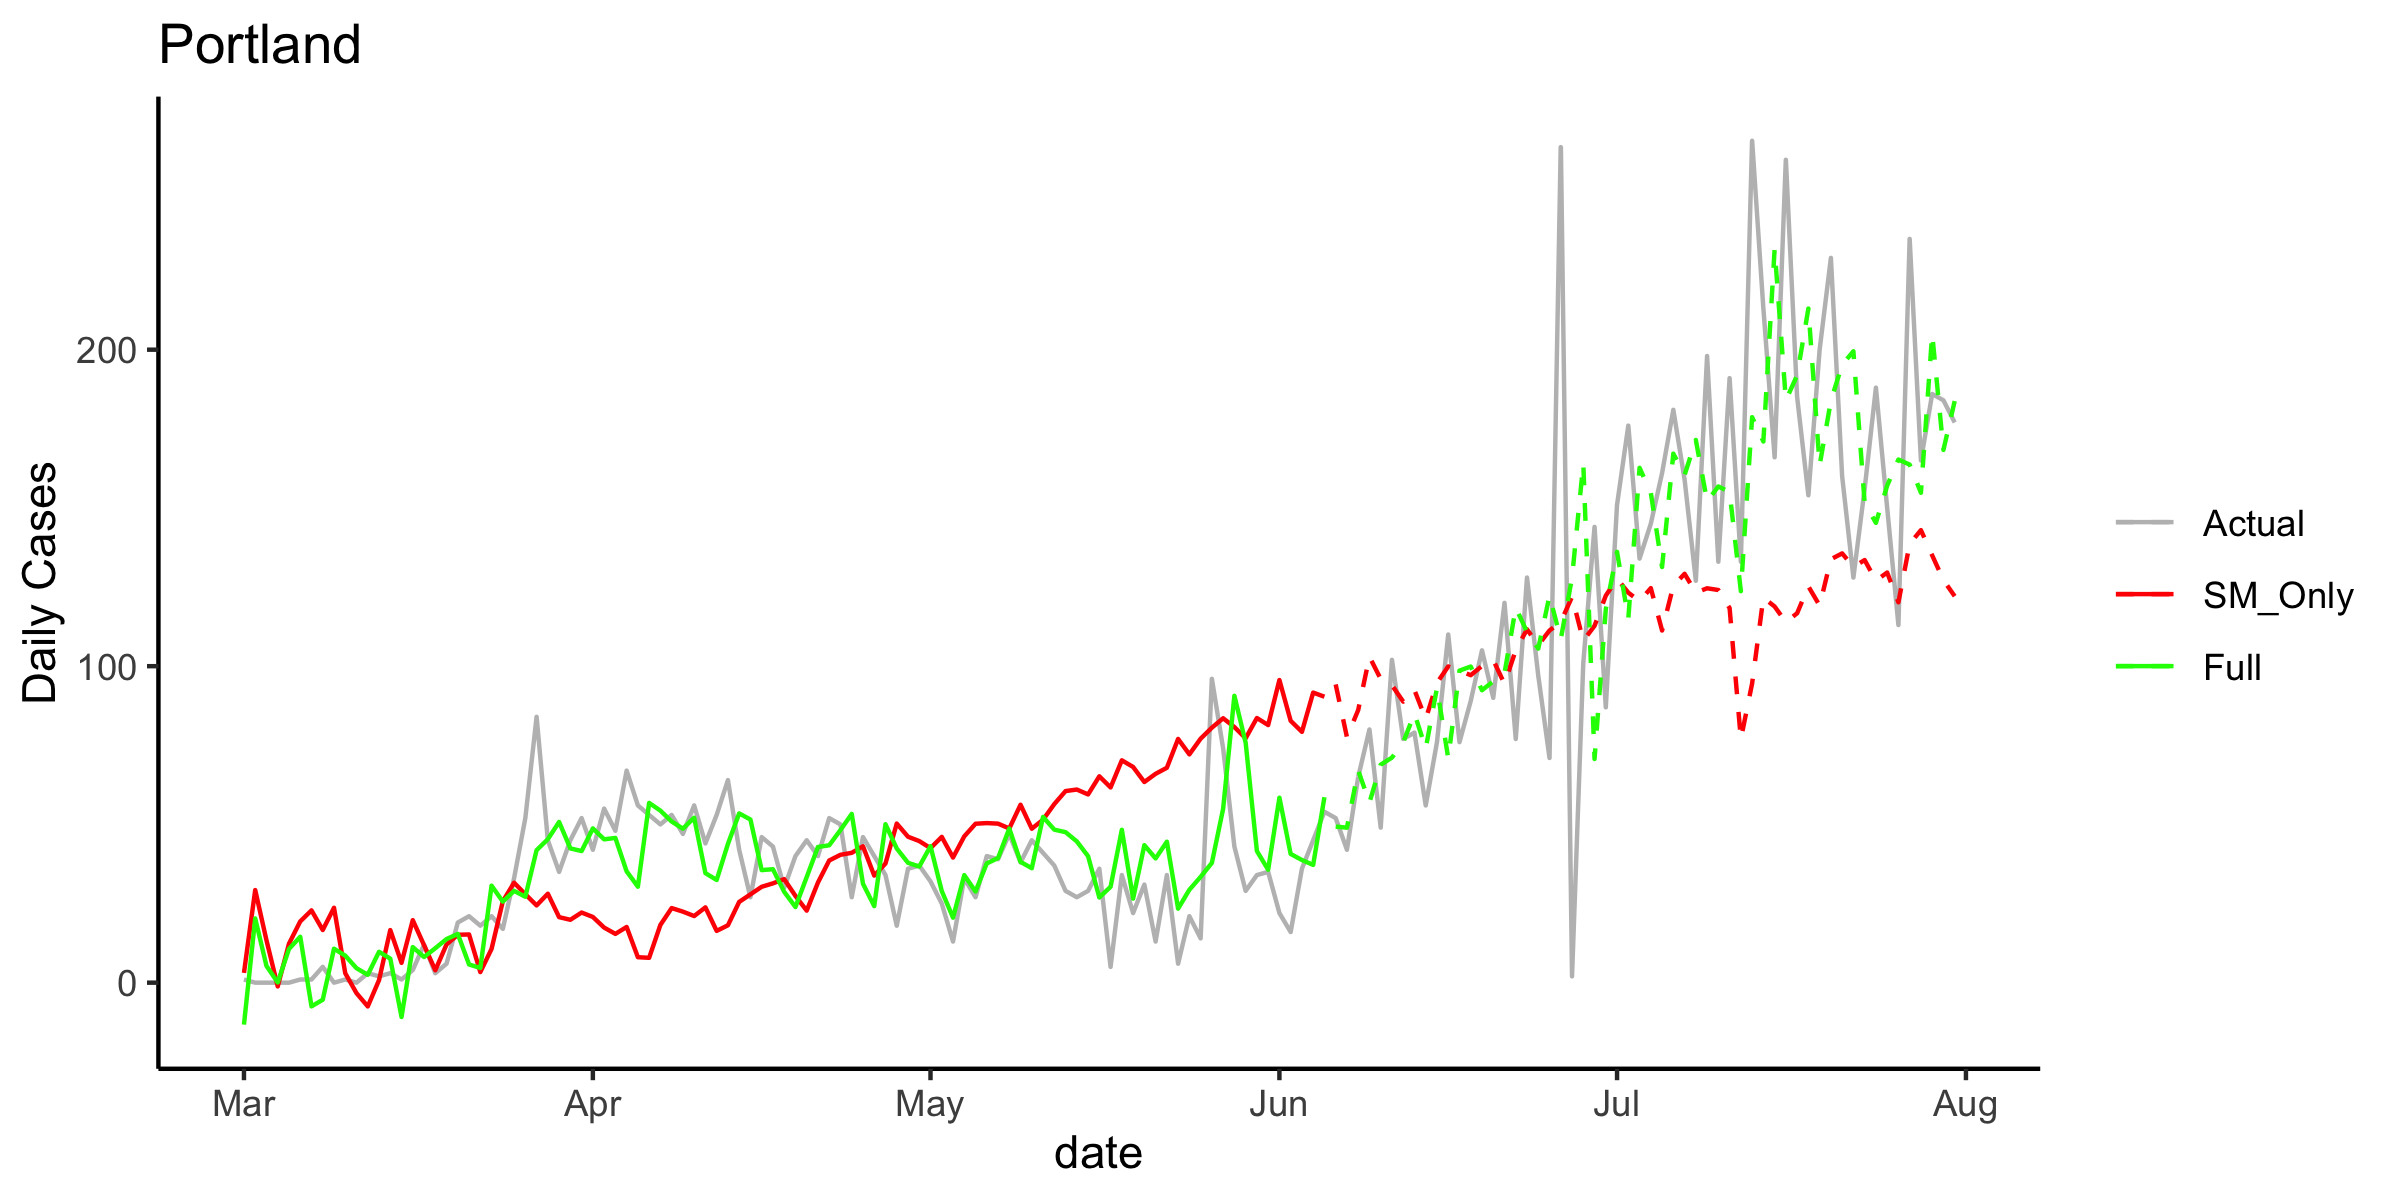 Portland
Daily Cases
200
100
0
Mar
Apr
May
Jun
Jul
Aug
date
Actual
SM_Only
Full